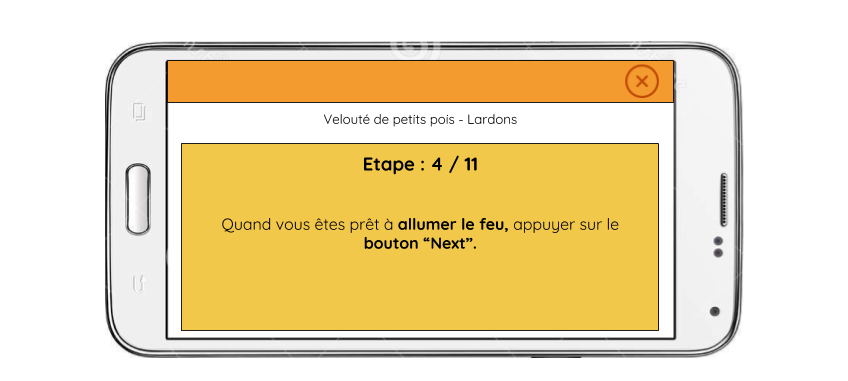 Velouté de petits pois - Lardons
Etape : 4 / 11
Quand vous êtes prêt à allumer le feu, appuyer sur le
bouton “Next”.